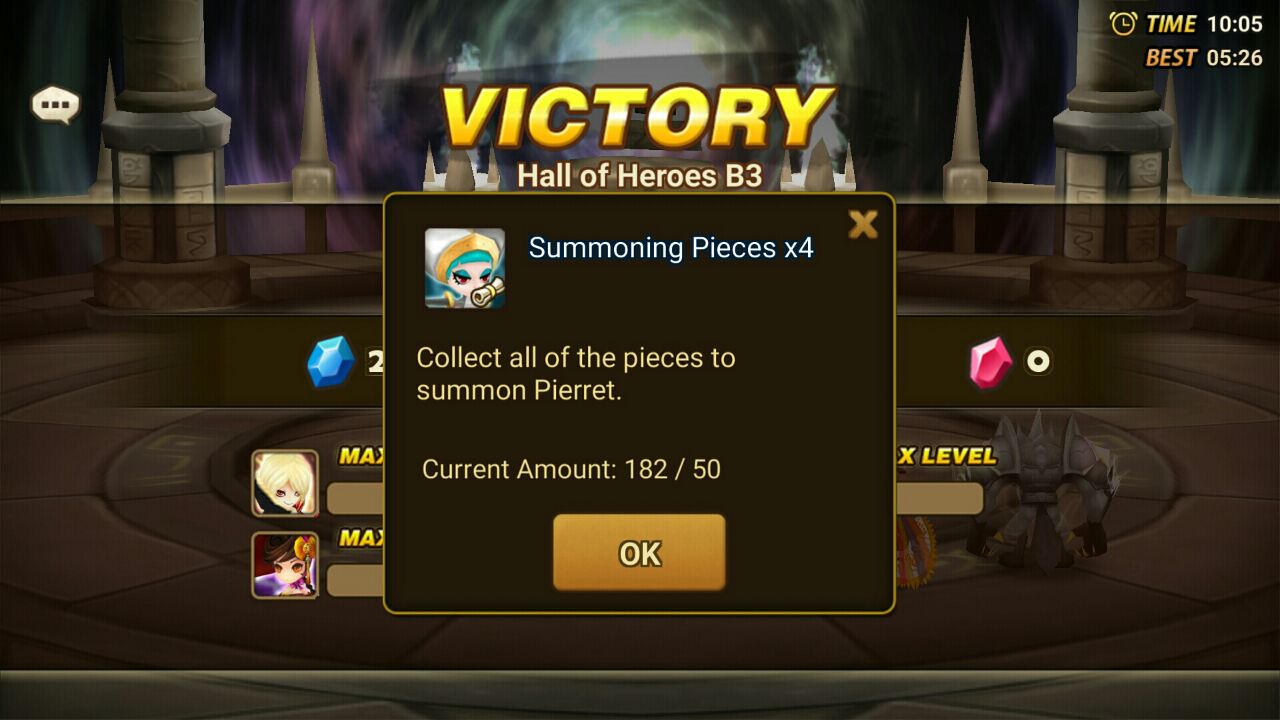 TIME 10:05
BEST 05:26
VICTORY
Hall of Heroes B3
Summoning Pieces x4
Collect all of the pieces to
summon Pierret.
Current Amount: 182 / 50
OK
2
0
MAX
X LEVEL
MAX